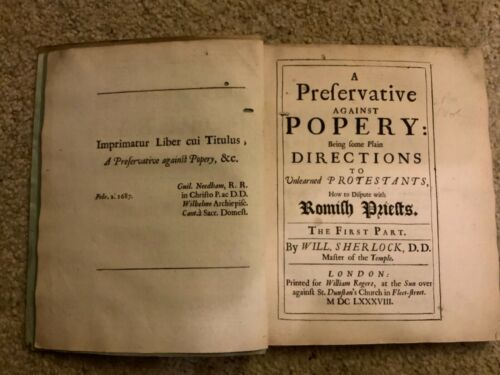 Imprimatur Liber cui Titulus,
A Preſervative againſt Popery, &c.
Guil. Needham, R. R.
in Chriſto P. ac D.D.
Febr. 2. 1687.
Wilhelmo Archiepiſc.
Cant. à Sacr. Domeſt.
A
Preſervative
AGAINST
POPERY:
Being ſome Plain
DIRECTIONS
TO
Unlearned PROTESTANTS,
How to Diſpute with
Romiſh Prieſts.
THE FIRST PART.
By WILL. SHERLOCK, D.D.
Maſter of the Temple.
LONDON:
Printed for William Rogers, at the Sun over
againſt St. Dunſtan's Church in Fleet-ſtreet.
M DC LXXXVIII.